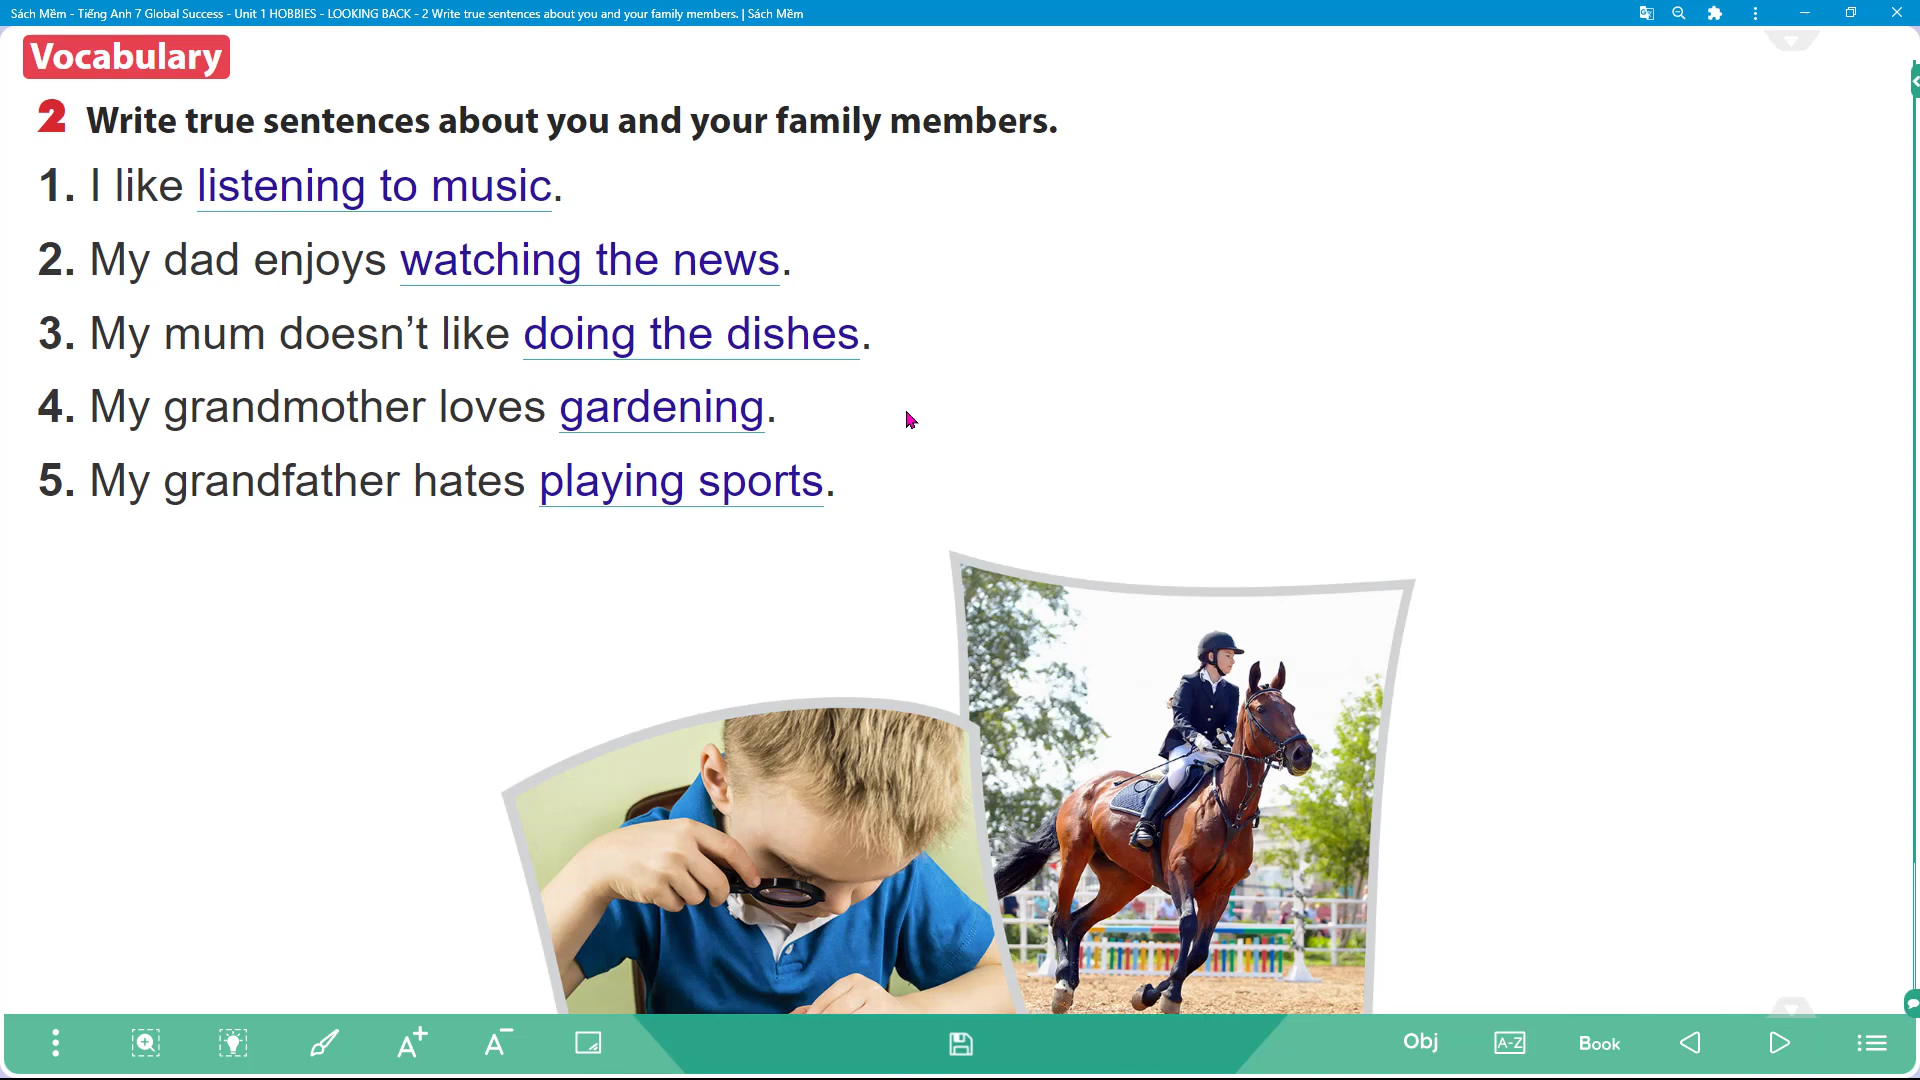 Sách Mềm - Tiếng Anh 7 Global Success - Unit 1 HOBBIES - LOOKING BACK - 2 Write true sentences about you and your family members. | Sách Mềm
Vocabulary
2 Write true sentences about you and your family members.
1. I like listening to music.
2. My dad enjoys watching the news.
3. My mum doesn’t like doing the dishes.
4. My grandmother loves gardening.
5. My grandfather hates playing sports.
A+ A− Obj A-Z Book